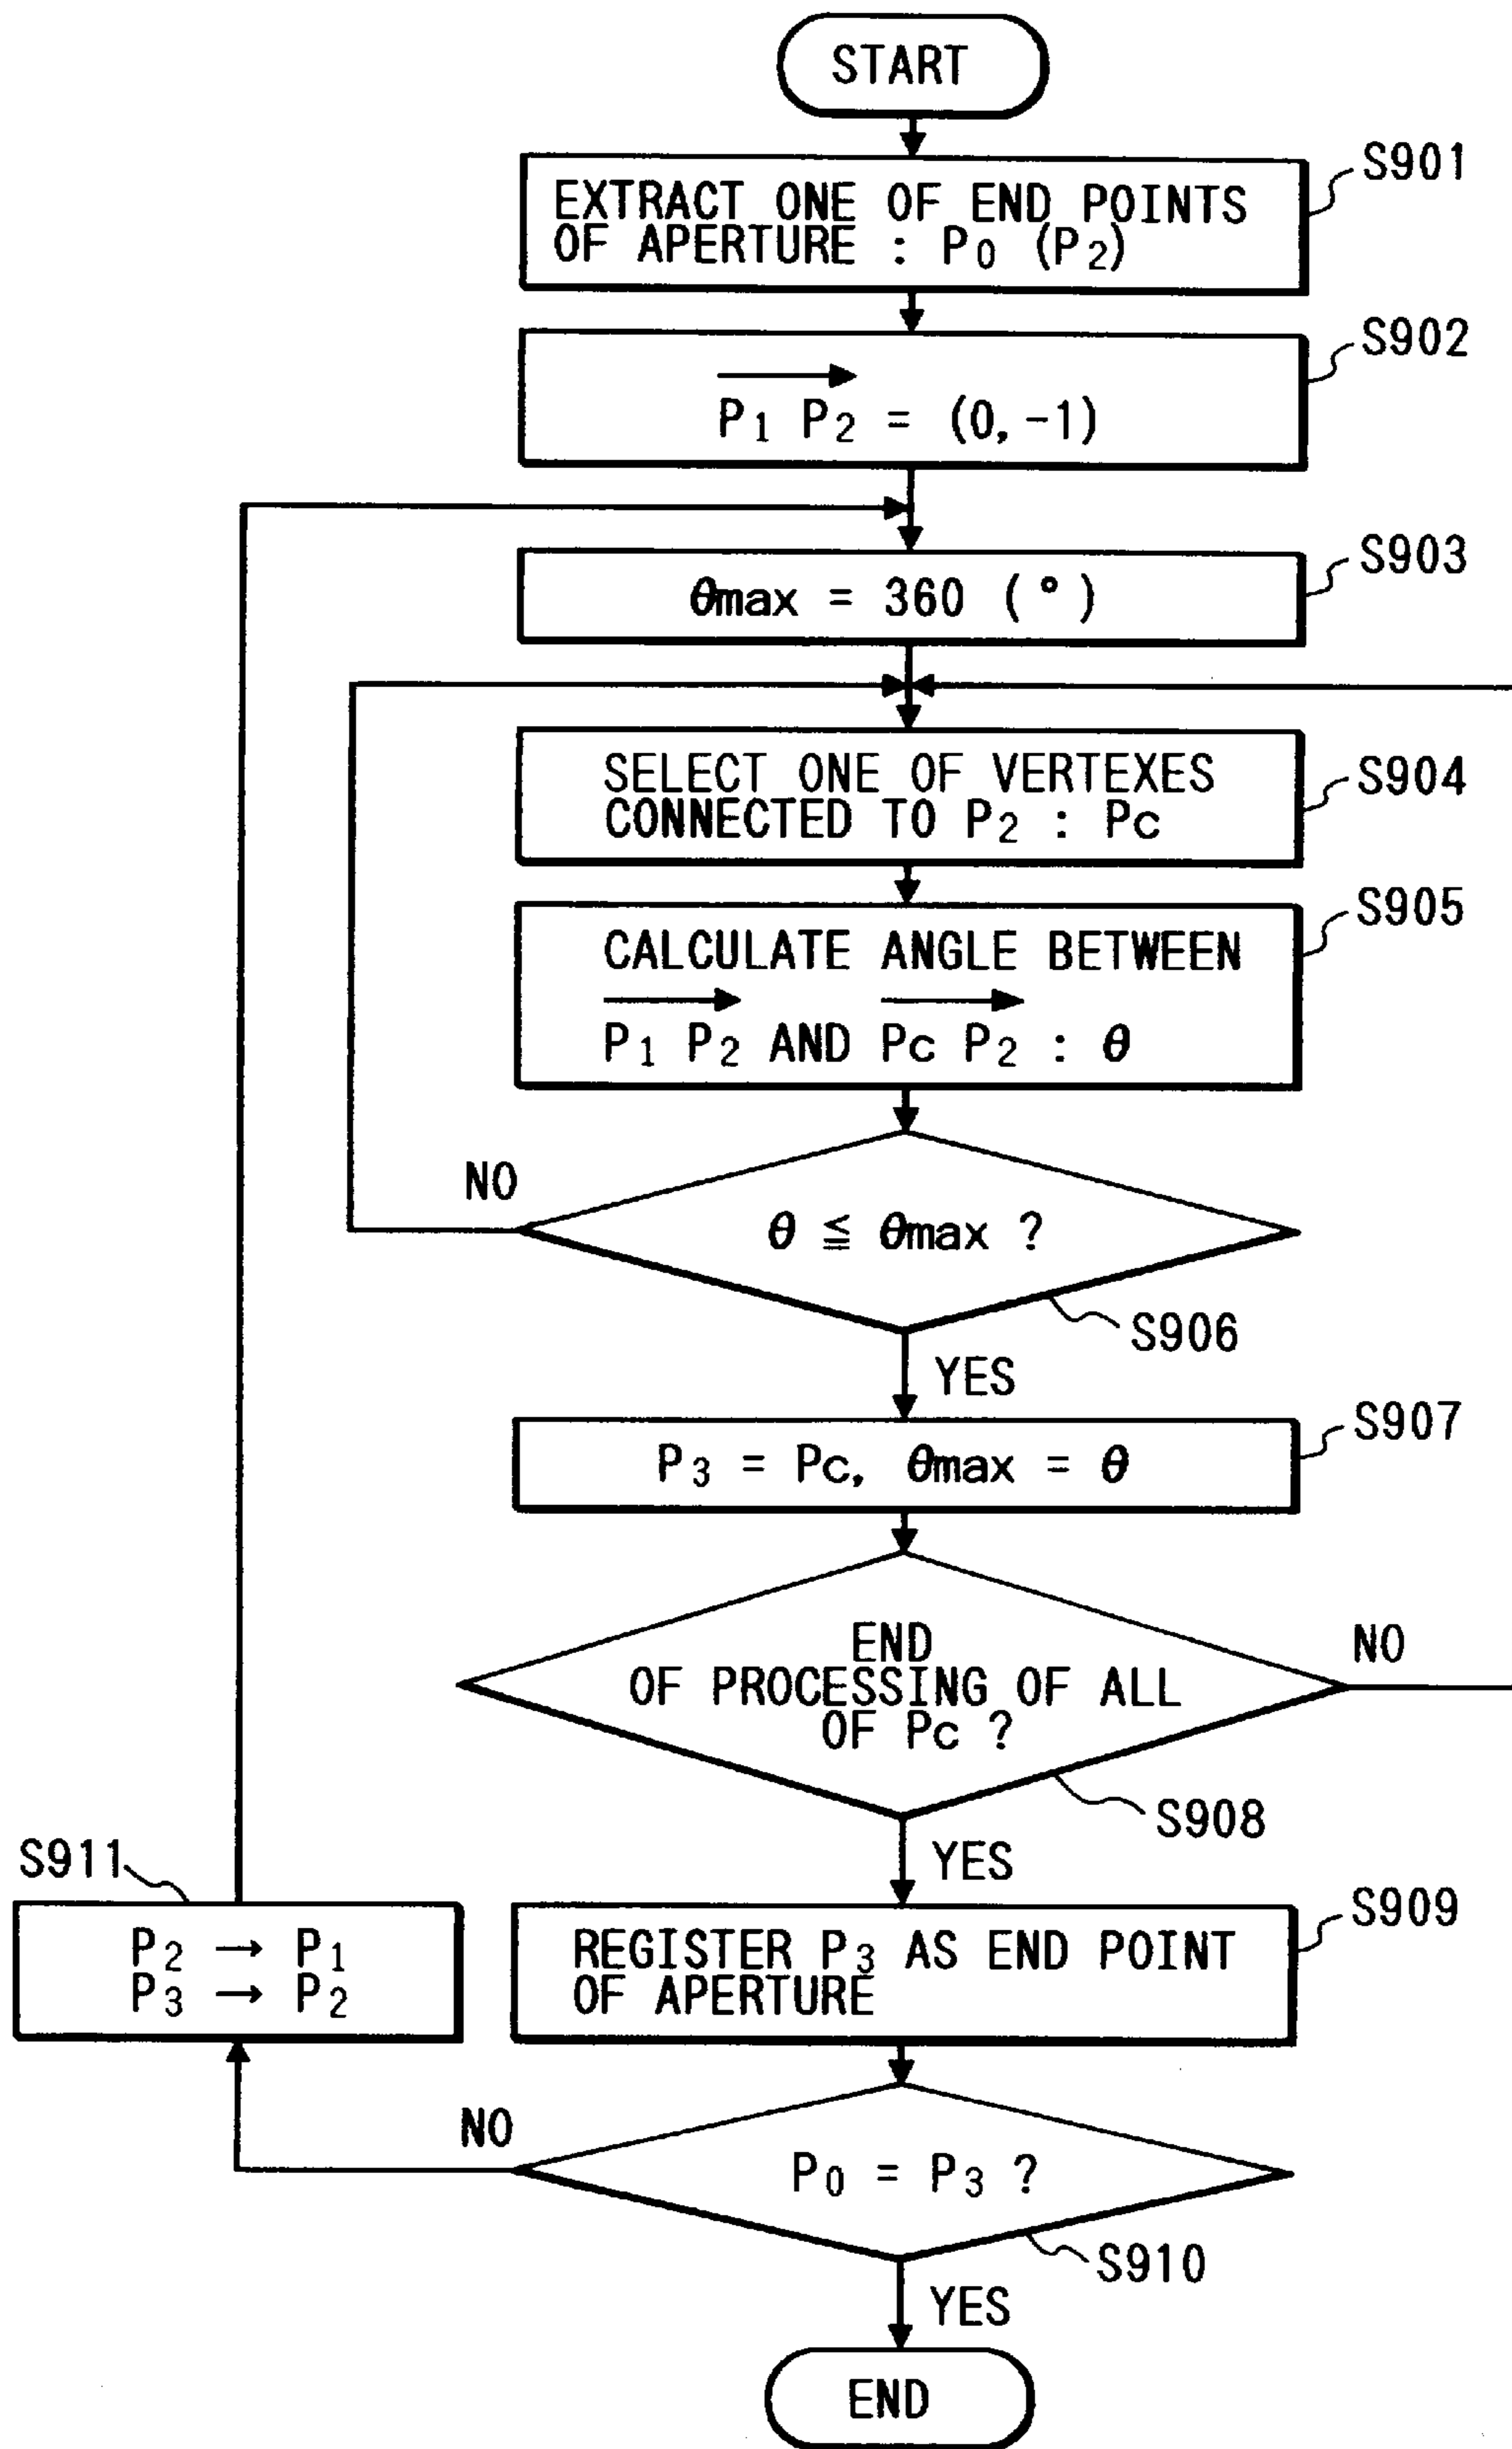 START
S901
EXTRACT ONE OF END POINTS
OF APERTURE : P0 (P2)
S902
P1 P2 = (0, -1)
S903
θmax = 360 (°)
S904
SELECT ONE OF VERTEXES
CONNECTED TO P2 : Pc
S905
CALCULATE ANGLE BETWEEN
P1 P2 AND Pc P2 : θ
NO
θ ≦ θmax ?
S906
YES
S907
P3 = Pc, θmax = θ
END
OF PROCESSING OF ALL
OF Pc ?
NO
S908
YES
S911
P2 → P1
P3 → P2
S909
REGISTER P3 AS END POINT
OF APERTURE
NO
P0 = P3 ?
S910
YES
END